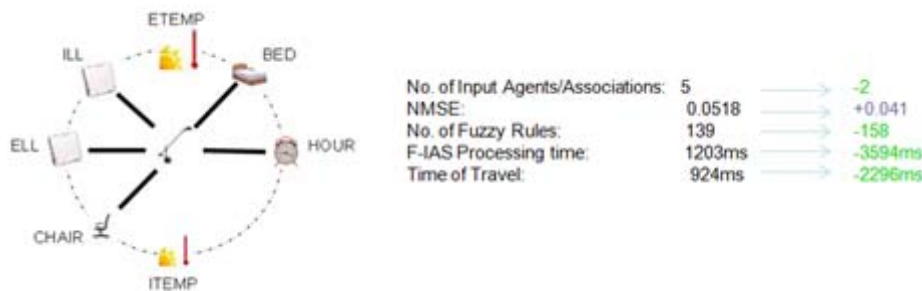 ETEMP
ILL
BED
ELL
HOUR
CHAIR
ITEMP
No. of Input Agents/Associations: 5 -2
NMSE: 0.0518 +0.041
No. of Fuzzy Rules: 139 -158
F-IAS Processing time: 1203ms -3594ms
Time of Travel: 924ms -2296ms